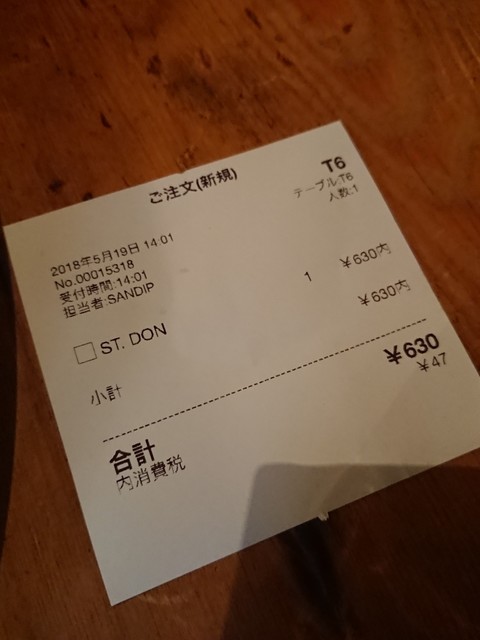 ご注文(新規)
T6
テーブル:T6
人数:1
2018年5月19日 14:01
No.00015318
受付時間:14:01
担当者:SANDIP
ST. DON 1 ¥630内
小計 ¥630内
合計 ¥630
内消費税 ¥47